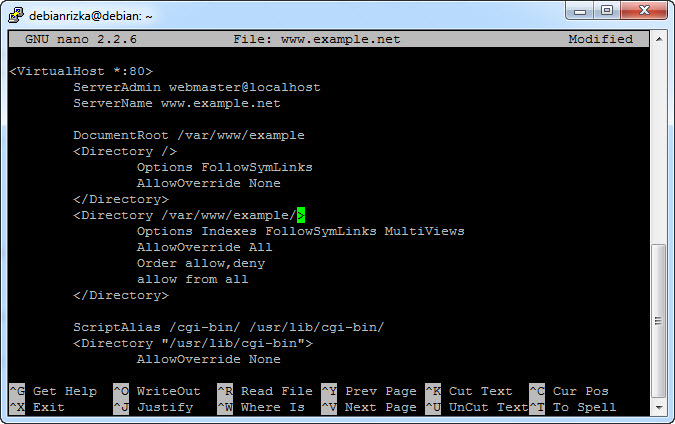 debianrizka@debian: ~
GNU nano 2.2.6 File: www.example.net Modified
<VirtualHost *:80>
ServerAdmin webmaster@localhost
ServerName www.example.net
DocumentRoot /var/www/example
<Directory />
Options FollowSymLinks
AllowOverride None
</Directory>
<Directory /var/www/example/>
Options Indexes FollowSymLinks MultiViews
AllowOverride All
Order allow,deny
allow from all
</Directory>
ScriptAlias /cgi-bin/ /usr/lib/cgi-bin/
<Directory "/usr/lib/cgi-bin">
AllowOverride None
^G Get Help ^O WriteOut ^R Read File ^Y Prev Page ^K Cut Text ^C Cur Pos
^X Exit ^J Justify ^W Where Is ^V Next Page ^U UnCut Text ^T To Spell